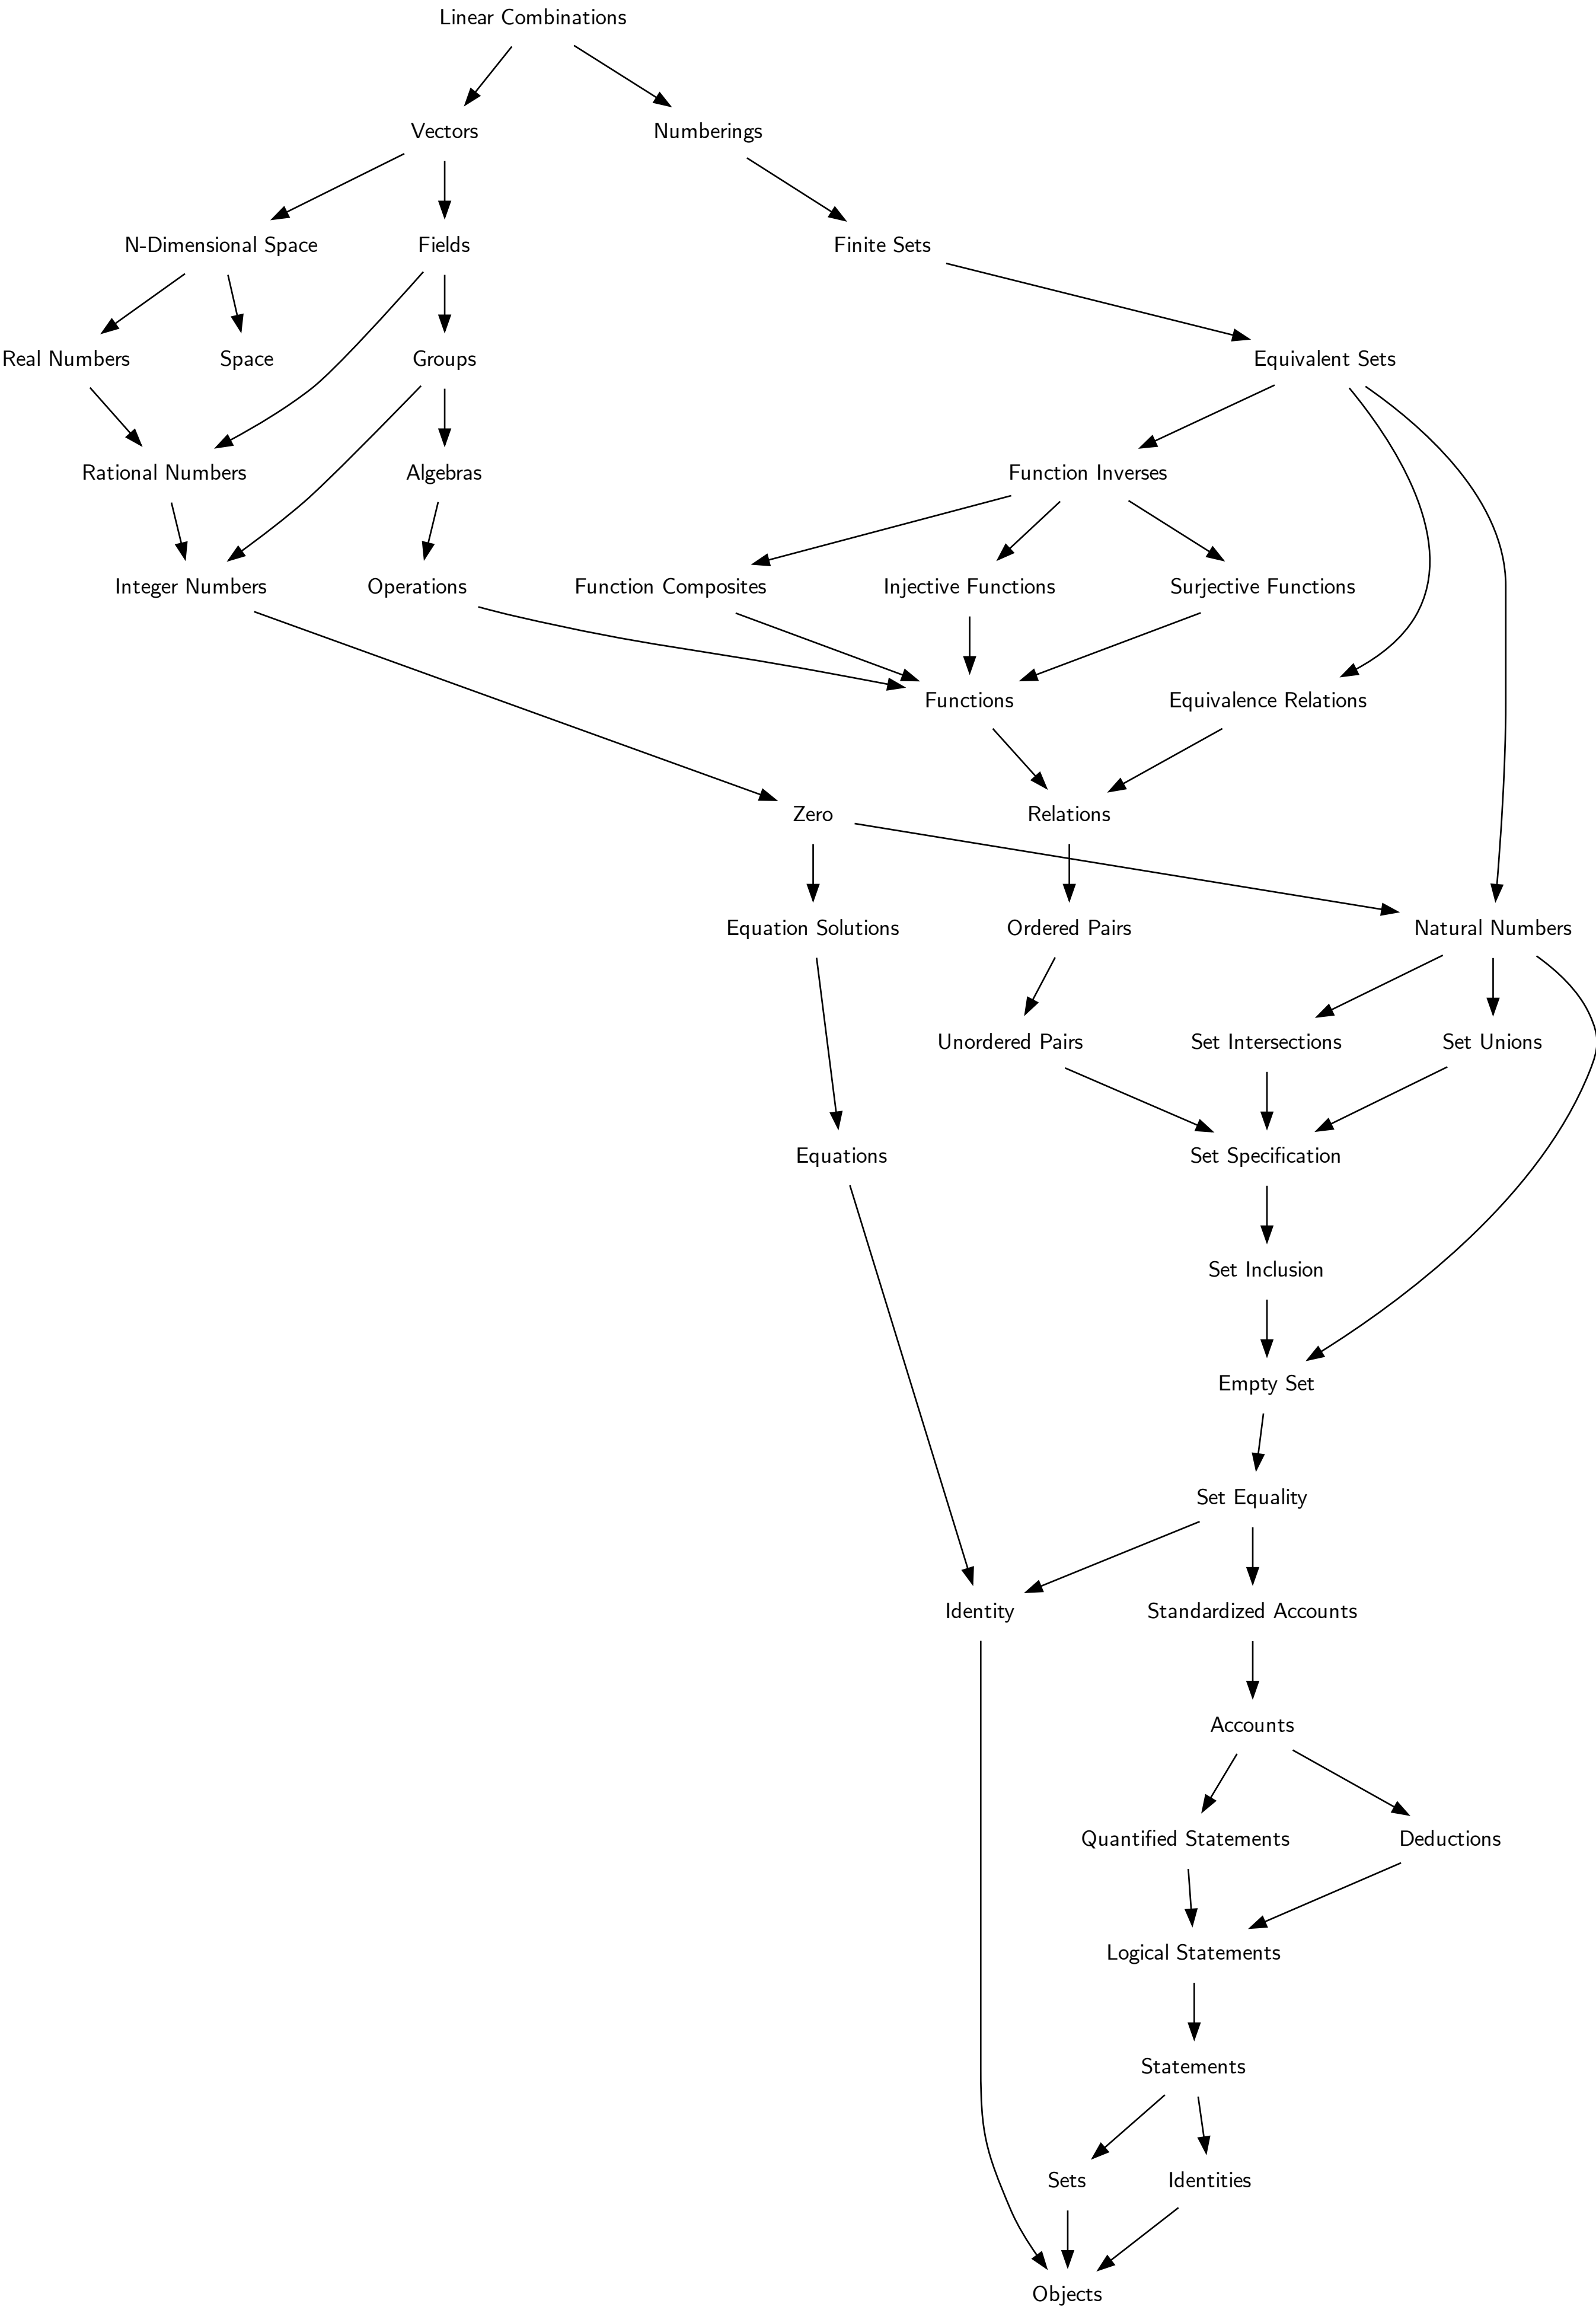 Linear Combinations
Vectors
Numberings
N-Dimensional Space
Fields
Finite Sets
Real Numbers
Space
Groups
Equivalent Sets
Rational Numbers
Algebras
Function Inverses
Integer Numbers
Operations
Function Composites
Injective Functions
Surjective Functions
Functions
Equivalence Relations
Zero
Relations
Equation Solutions
Ordered Pairs
Natural Numbers
Unordered Pairs
Set Intersections
Set Unions
Equations
Set Specification
Set Inclusion
Empty Set
Set Equality
Identity
Standardized Accounts
Accounts
Quantified Statements
Deductions
Logical Statements
Statements
Sets
Identities
Objects